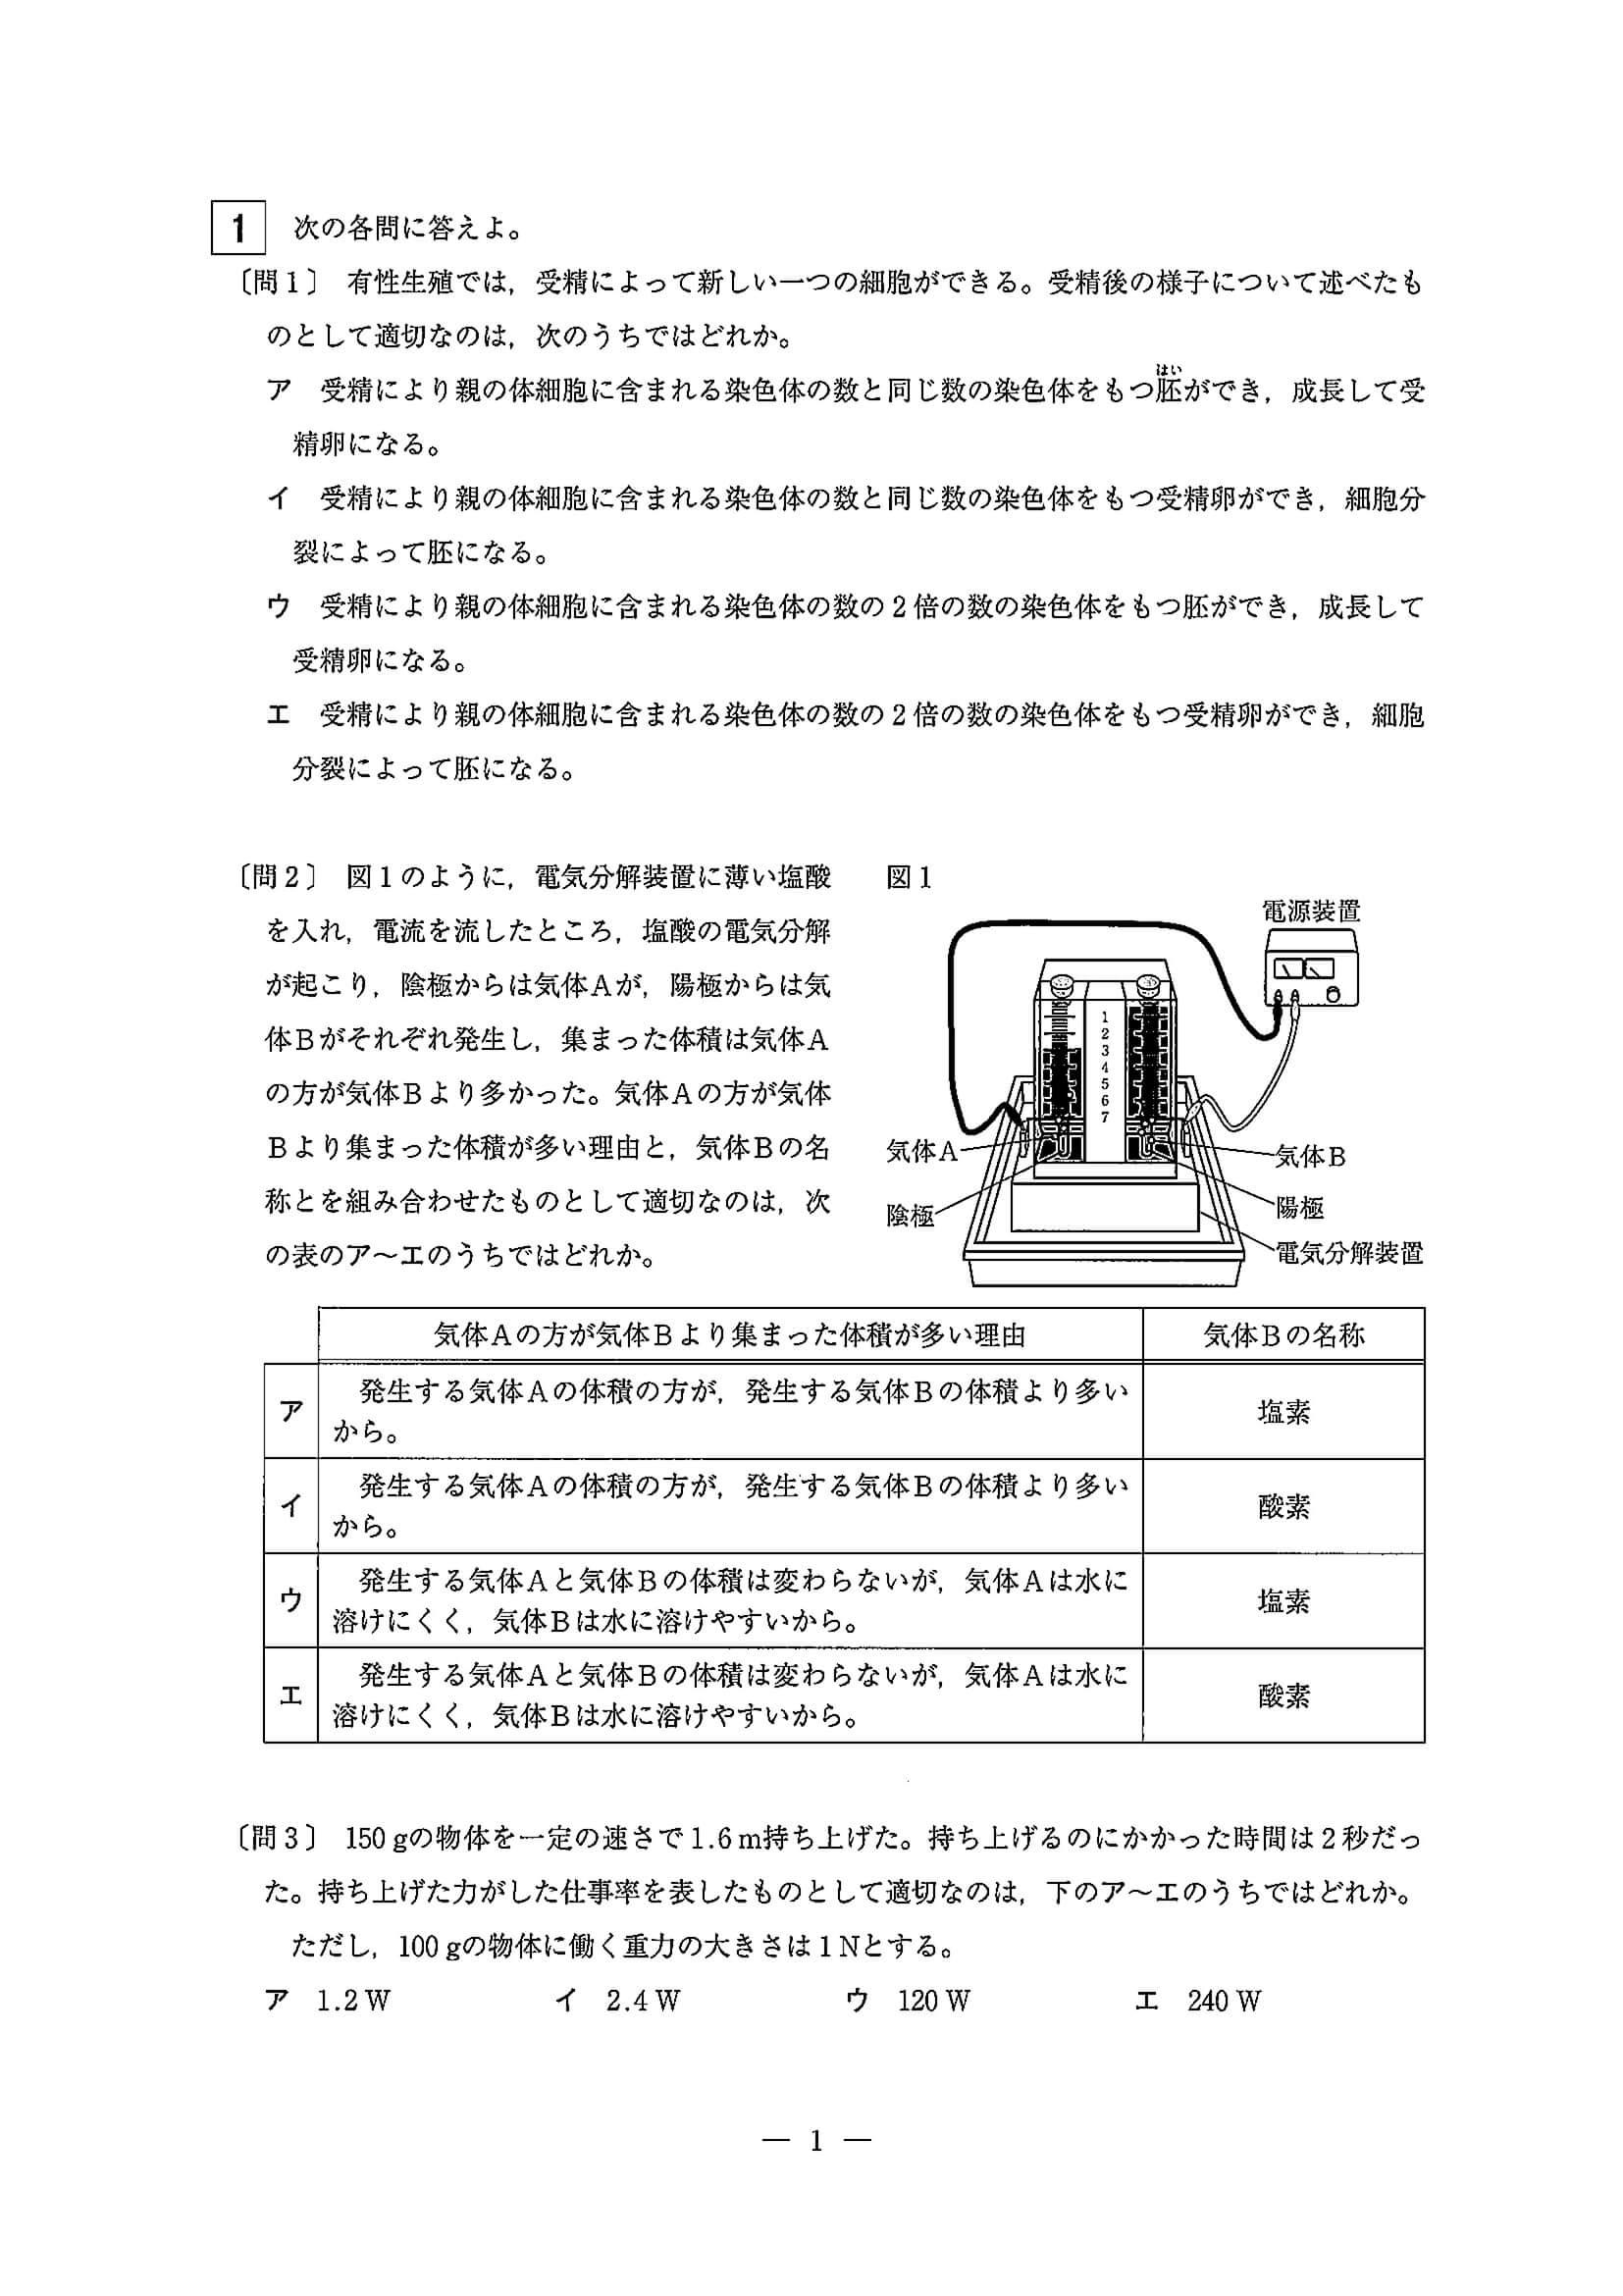 1 次の各問に答えよ。
〔問1〕 有性生殖では，受精によって新しい一つの細胞ができる。受精後の様子について述べたも
のとして適切なのは，次のうちではどれか。
はい
ア 受精により親の体細胞に含まれる染色体の数と同じ数の染色体をもつ胚ができ，成長して受
精卵になる。
イ 受精により親の体細胞に含まれる染色体の数と同じ数の染色体をもつ受精卵ができ，細胞分
裂によって胚になる。
ウ 受精により親の体細胞に含まれる染色体の数の2倍の数の染色体をもつ胚ができ，成長して
受精卵になる。
エ 受精により親の体細胞に含まれる染色体の数の2倍の数の染色体をもつ受精卵ができ，細胞
分裂によって胚になる。
〔問2〕 図1のように，電気分解装置に薄い塩酸
を入れ，電流を流したところ，塩酸の電気分解
が起こり，陰極からは気体Aが，陽極からは気
体Bがそれぞれ発生し，集まった体積は気体A
の方が気体Bより多かった。気体Aの方が気体
Bより集まった体積が多い理由と，気体Bの名
称とを組み合わせたものとして適切なのは，次
の表のア～エのうちではどれか。
図1
電源装置
1
2
3
4
5
6
7
気体A
気体B
陰極
陽極
電気分解装置
気体Aの方が気体Bより集まった体積が多い理由 気体Bの名称
ア 発生する気体Aの体積の方が，発生する気体Bの体積より多い
から。 塩素
イ 発生する気体Aの体積の方が，発生する気体Bの体積より多い
から。 酸素
ウ 発生する気体Aと気体Bの体積は変わらないが，気体Aは水に
溶けにくく，気体Bは水に溶けやすいから。 塩素
エ 発生する気体Aと気体Bの体積は変わらないが，気体Aは水に
溶けにくく，気体Bは水に溶けやすいから。 酸素
〔問3〕 150gの物体を一定の速さで1.6m持ち上げた。持ち上げるのにかかった時間は2秒だっ
た。持ち上げた力がした仕事率を表したものとして適切なのは，下のア～エのうちではどれか。
ただし，100gの物体に働く重力の大きさは1Nとする。
ア 1.2W イ 2.4W ウ 120W エ 240W
— 1 —